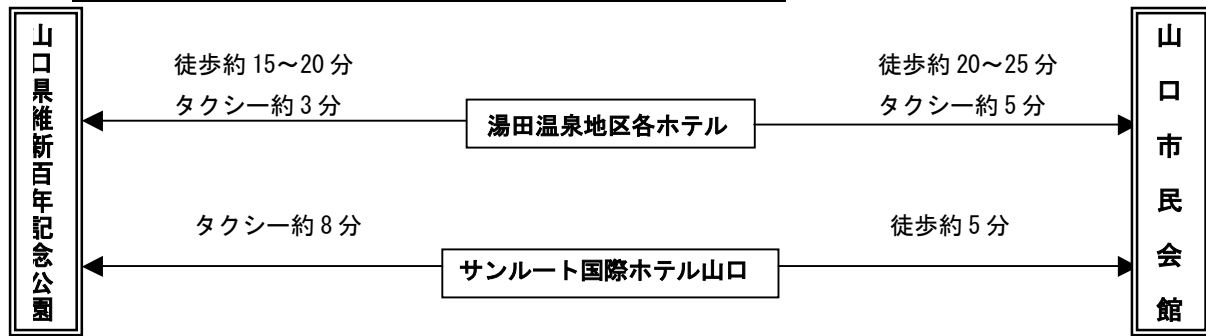 山口県維新百年記念公園
徒歩約 15～20 分
タクシー約 3 分
湯田温泉地区各ホテル
徒歩約 20～25 分
タクシー約 5 分
タクシー約 8 分
サンルート国際ホテル山口
徒歩約 5 分
山口市民会館